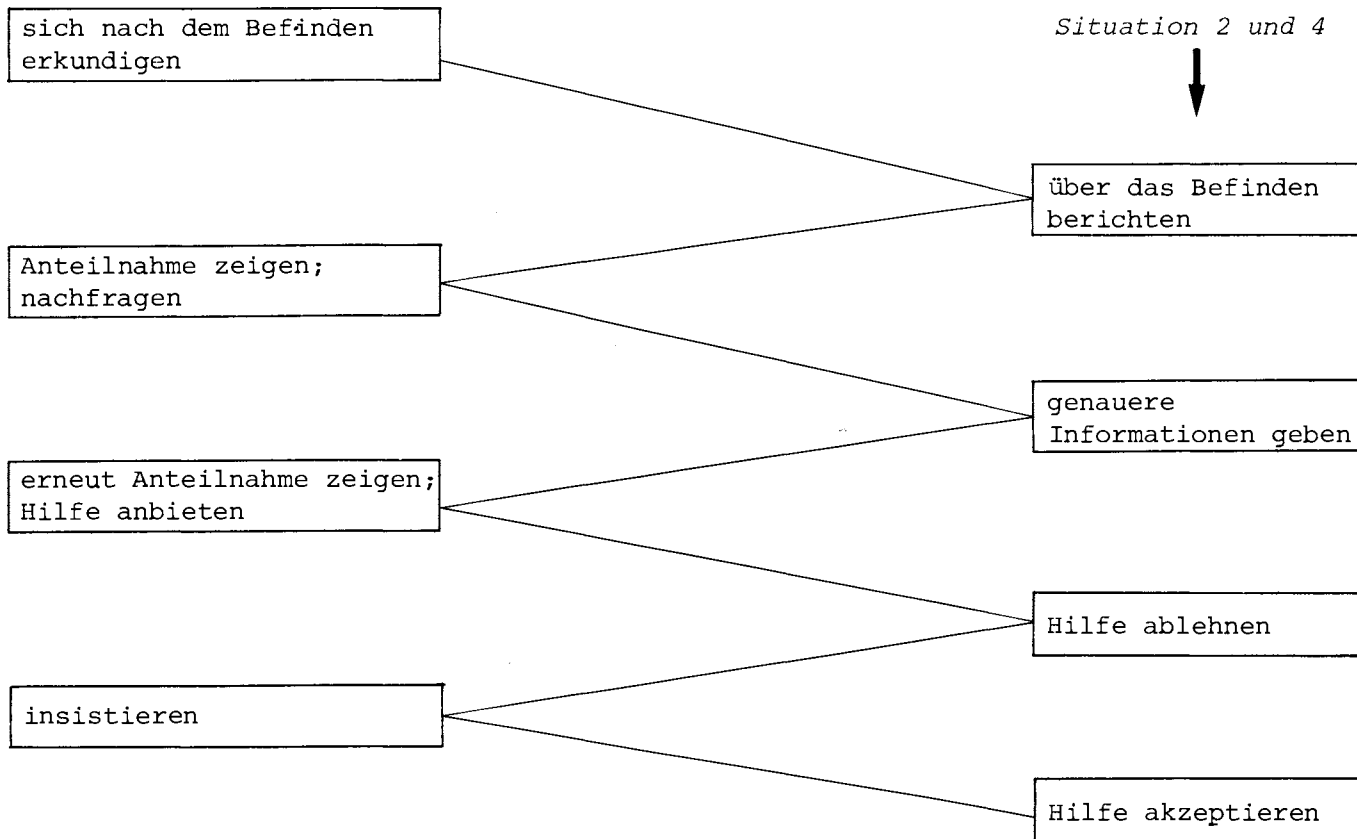 sich nach dem Befinden
erkundigen
Situation 2 und 4
über das Befinden
berichten
Anteilnahme zeigen;
nachfragen
genauere
Informationen geben
erneut Anteilnahme zeigen;
Hilfe anbieten
Hilfe ablehnen
insistieren
Hilfe akzeptieren